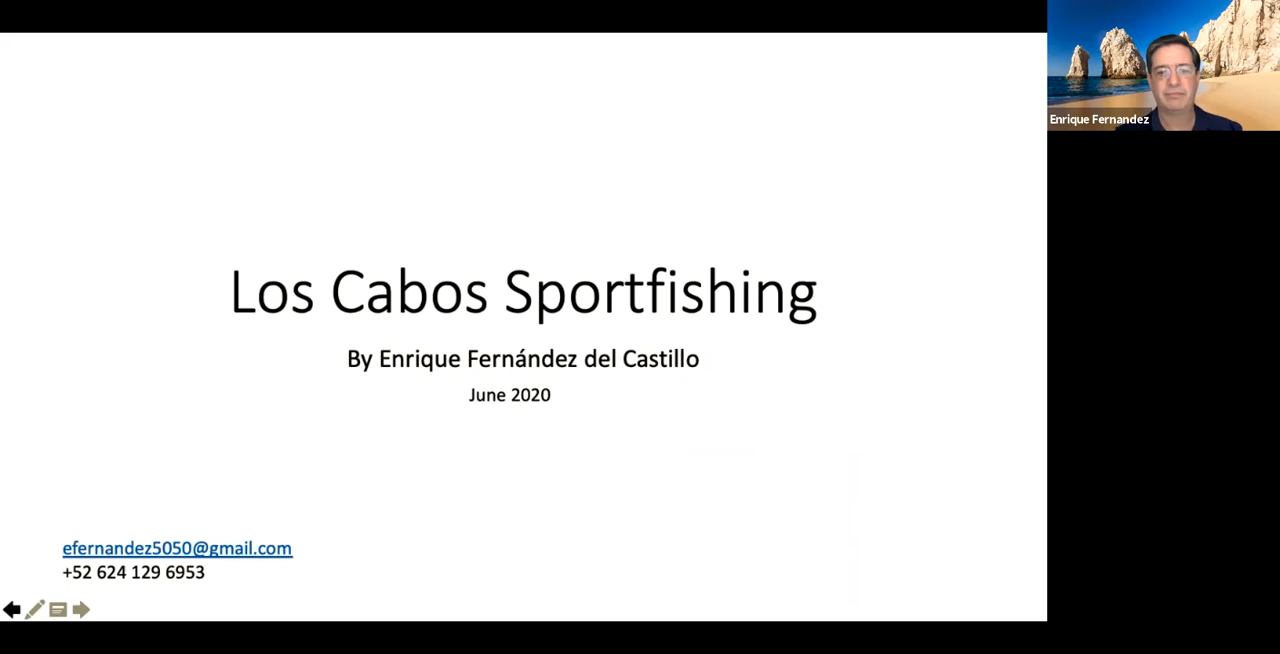 Los Cabos Sportfishing
By Enrique Fernández del Castillo
June 2020
efernandez5050@gmail.com
+52 624 129 6953
Enrique Fernandez